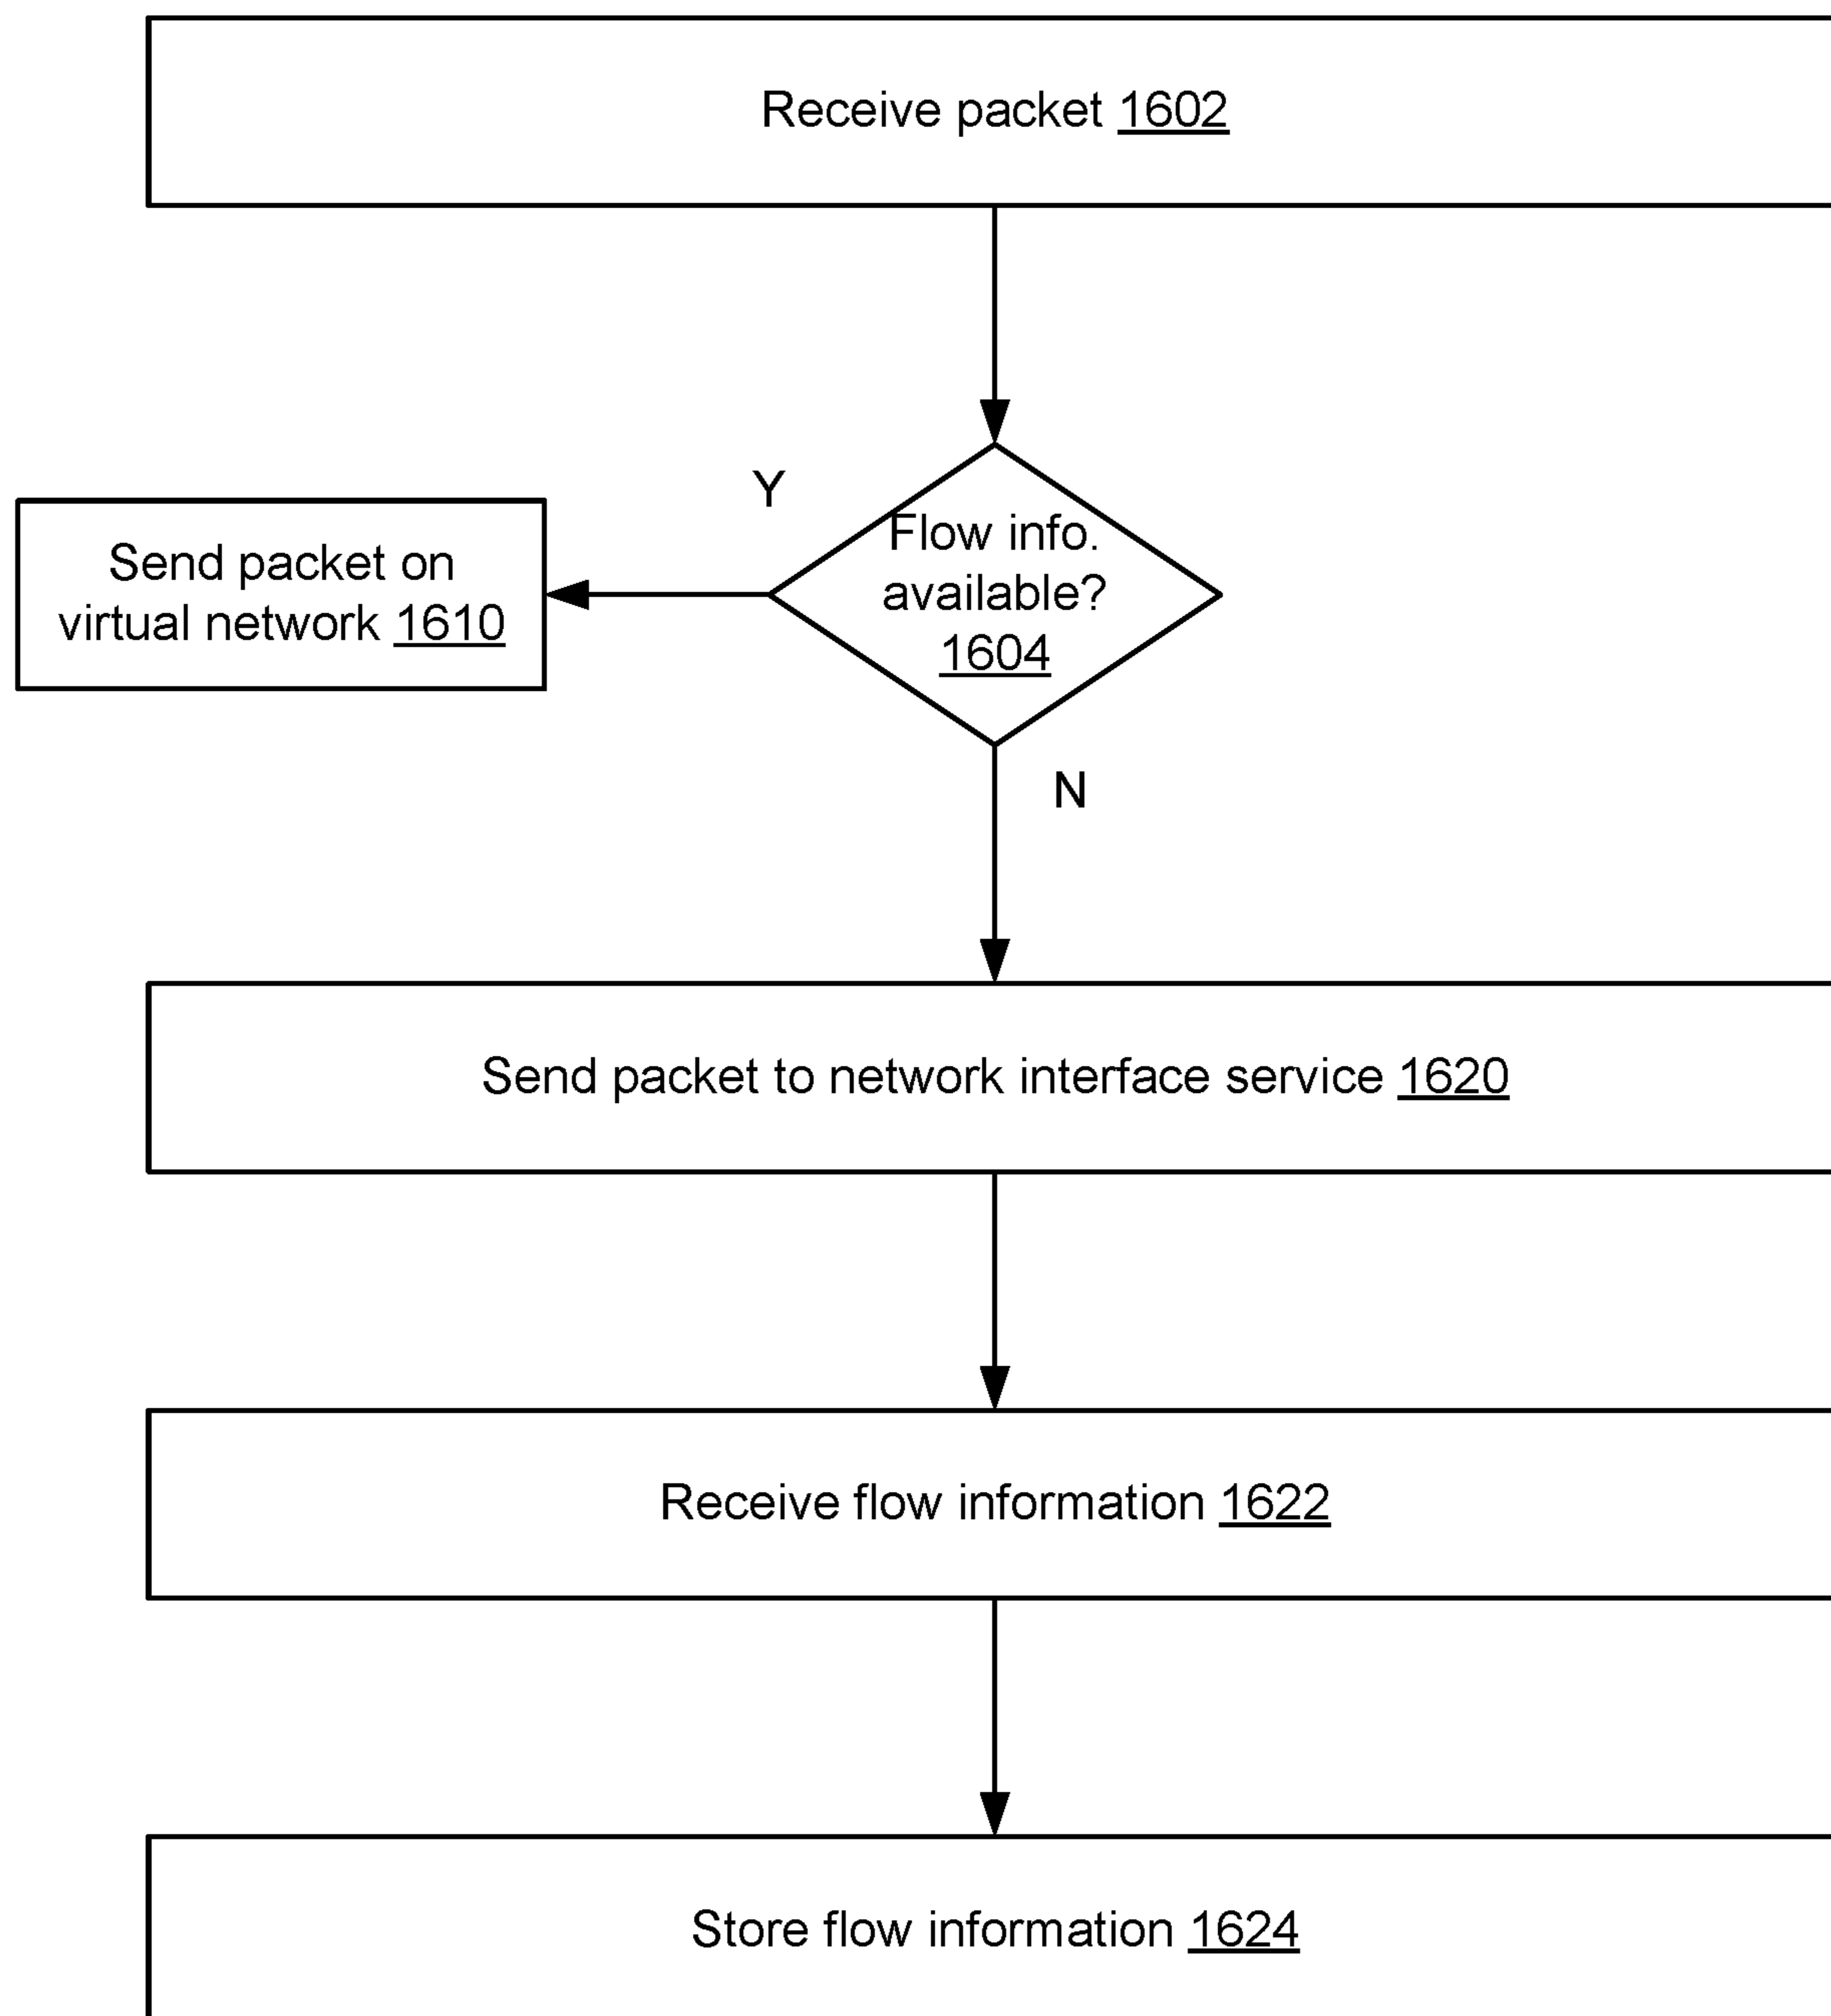 Receive packet 1602
Y
Flow info.
available?
1604
Send packet on
virtual network 1610
N
Send packet to network interface service 1620
Receive flow information 1622
Store flow information 1624